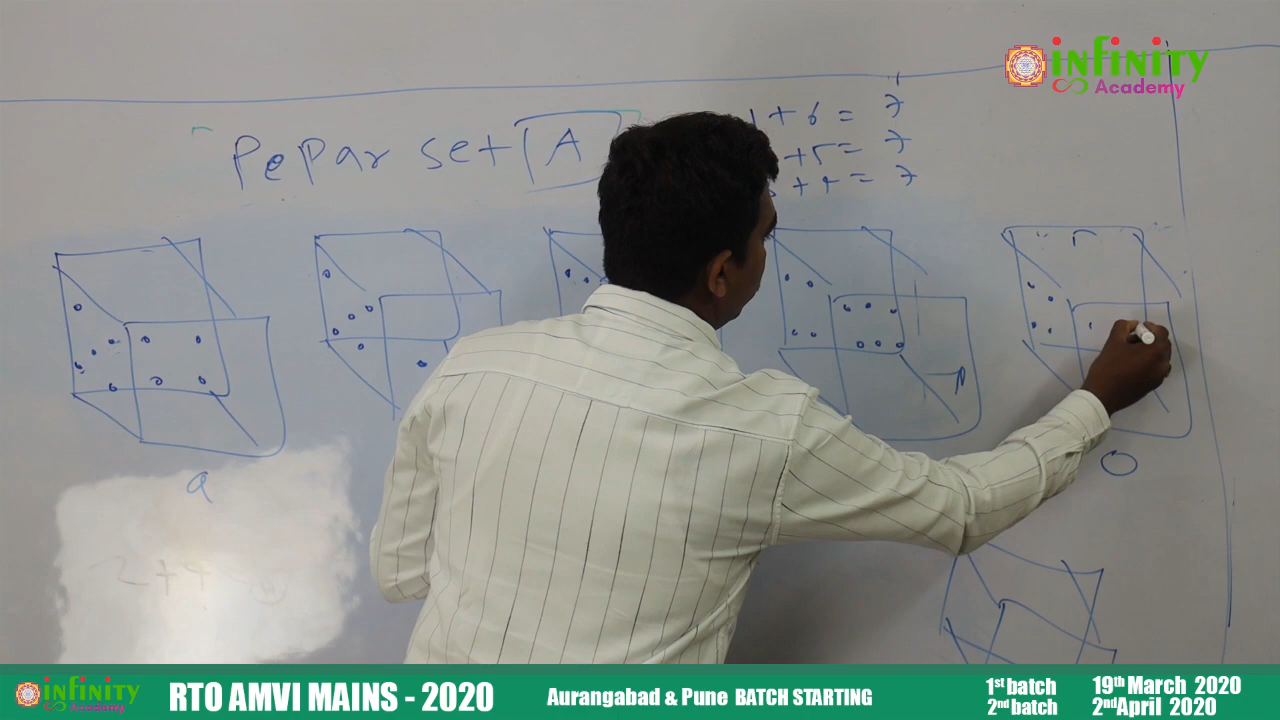 infinity
Academy
1 + 6 = 7
Pepar set A
+ 5 = 7
+ 4 = 7
a
infinity
Academy
RTO AMVI MAINS - 2020
Aurangabad & Pune BATCH STARTING
1st batch 19th March 2020
2nd batch 2nd April 2020